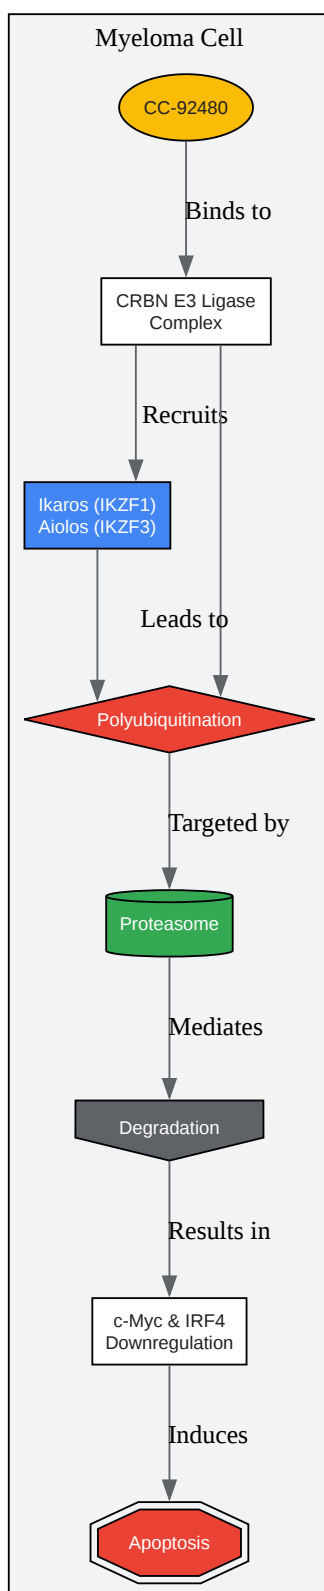 Myeloma Cell
CC-92480
Binds to
CRBN E3 Ligase
Complex
Recruits
Ikaros (IKZF1)
Aiolos (IKZF3)
Leads to
Polyubiquitination
Targeted by
Proteasome
Mediates
Degradation
Results in
c-Myc & IRF4
Downregulation
Induces
Apoptosis